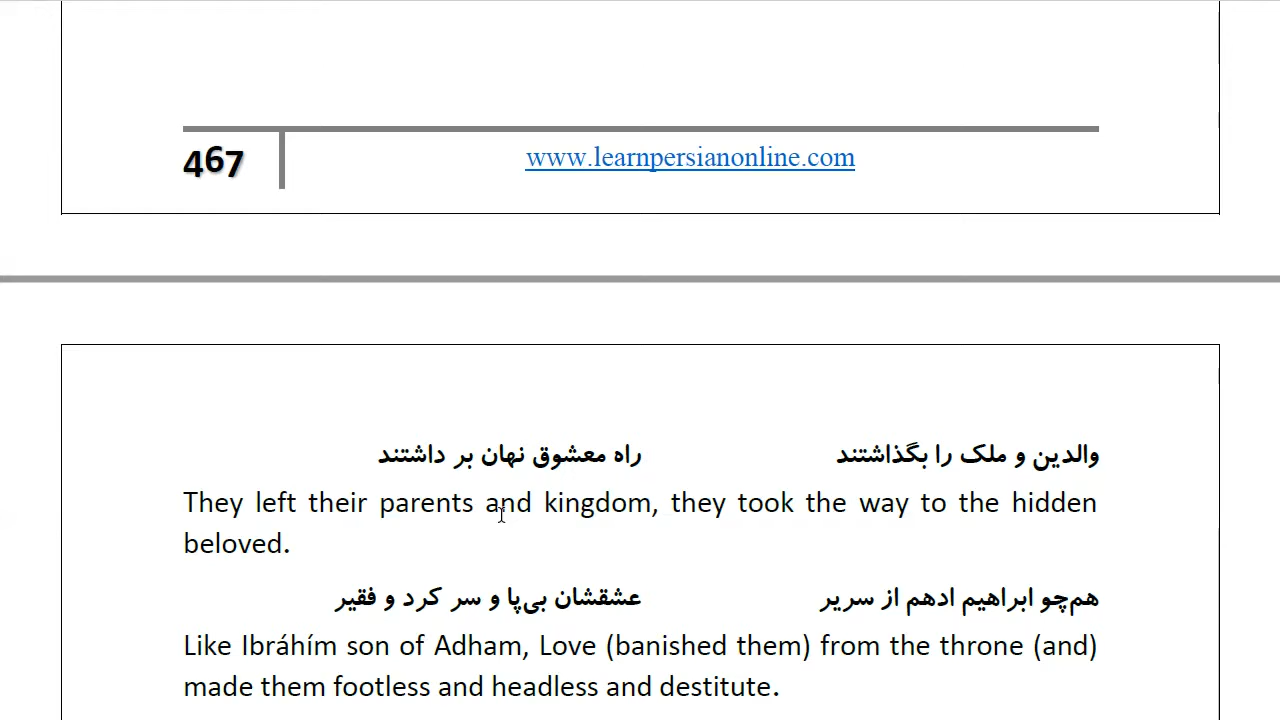 467
www.learnpersianonline.com
والدین و ملک را بگذاشتند راه معشوق نهان بر داشتند
They left their parents and kingdom, they took the way to the hidden
beloved.
هم‌چو ابراهیم ادهم از سریر عشقشان بی‌پا و سر کرد و فقیر
Like Ibráhím son of Adham, Love (banished them) from the throne (and)
made them footless and headless and destitute.